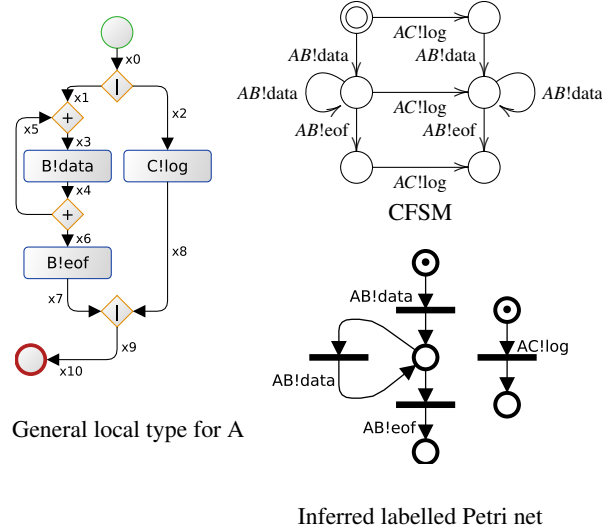 x0
|
x1
x2
+
x5
x3
B!data
C!log
x4
+
x6
x8
B!eof
x7
|
x9
x10
General local type for A
AC!log
AB!data
AB!data
AB!data
AB!data
AC!log
AB!eof
AB!eof
AC!log
CFSM
AB!data
AC!log
AB!data
AB!eof
Inferred labelled Petri net